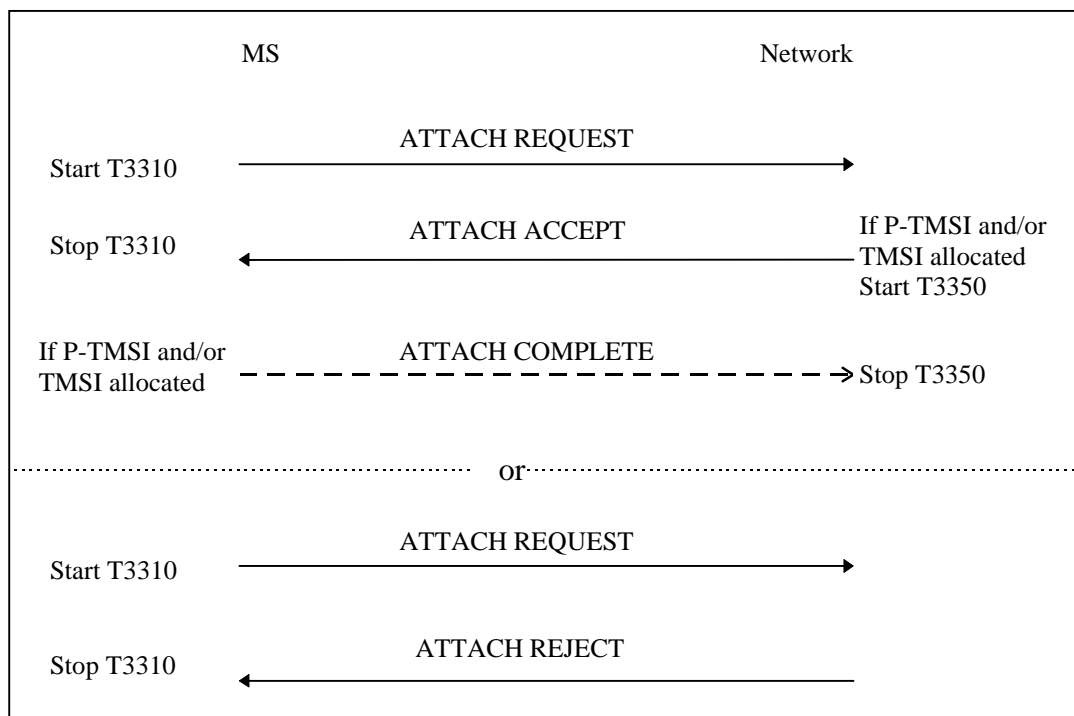 MS Network
ATTACH REQUEST
Start T3310
ATTACH ACCEPT
Stop T3310
If P-TMSI and/or
TMSI allocated
Start T3350
If P-TMSI and/or
TMSI allocated
ATTACH COMPLETE
Stop T3350
or
ATTACH REQUEST
Start T3310
ATTACH REJECT
Stop T3310